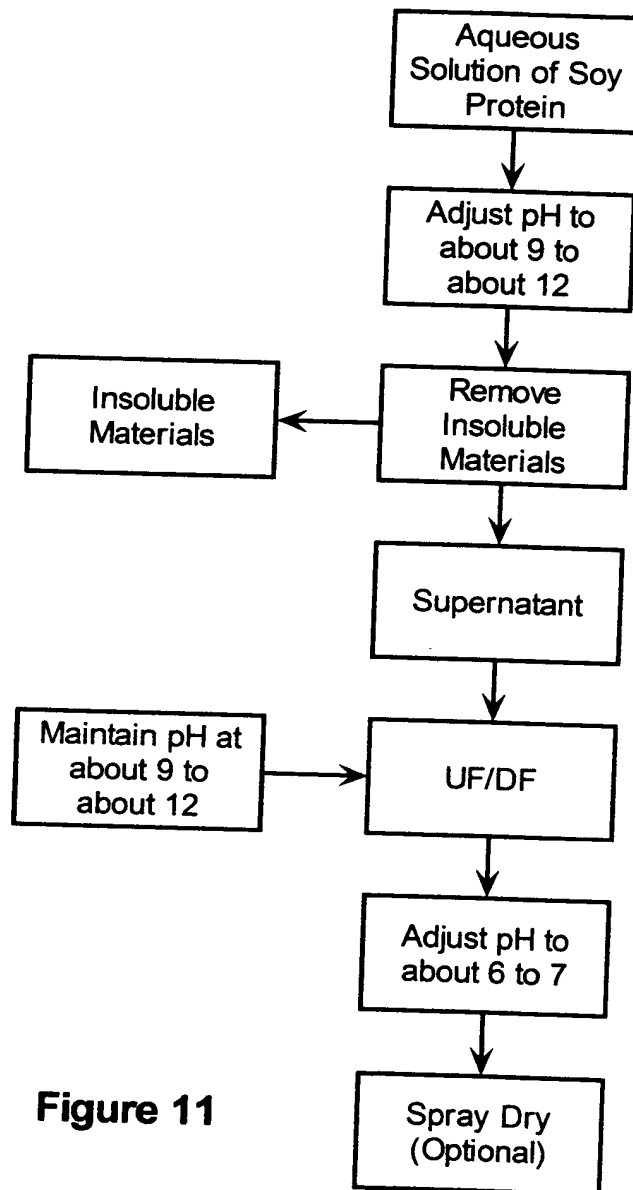 Aqueous
Solution of Soy
Protein
Adjust pH to
about 9 to
about 12
Insoluble
Materials
Remove
Insoluble
Materials
Supernatant
Maintain pH at
about 9 to
about 12
UF/DF
Adjust pH to
about 6 to 7
Figure 11
Spray Dry
(Optional)